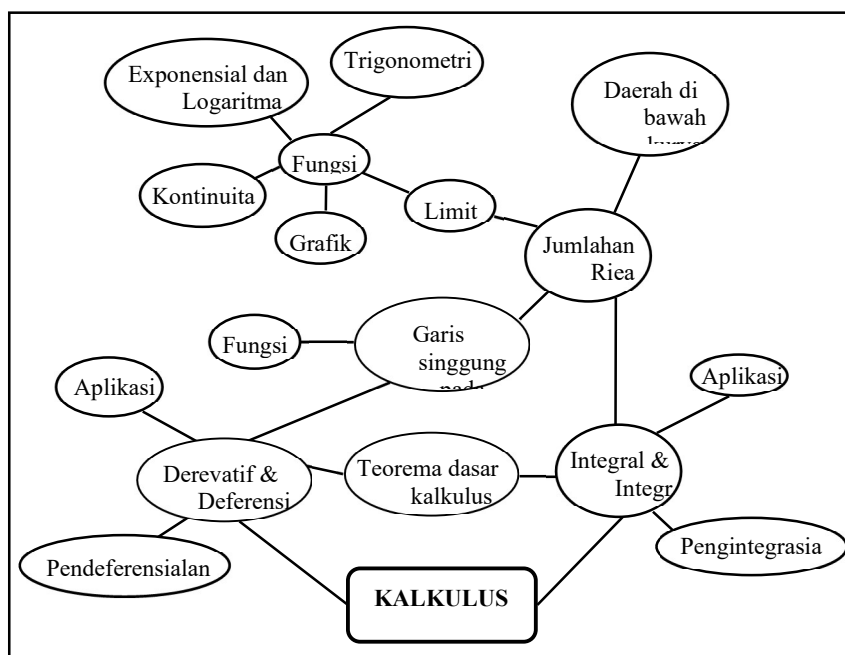 Trigonometri
Exponensial dan
Logaritma
Daerah di
bawah
Fungsi
Kontinuita
Limit
Grafik
Jumlahan
Riea
Garis
singgung
Fungsi
Aplikasi
Aplikasi
Derevatif &
Deferensi
Teorema dasar
kalkulus
Integral &
Integr
Pendeferensialan
Pengintegrasia
KALKULUS